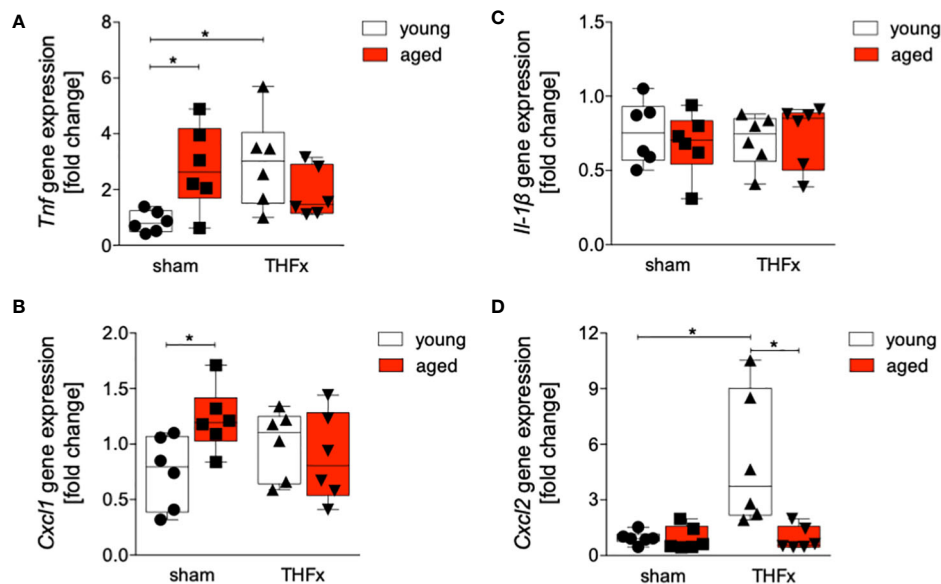 A
Tnf gene expression
[fold change]
8
6
4
2
0
*
*
young
aged
sham
THFx
C
Il-1β gene expression
[fold change]
1.5
1.0
0.5
0.0
young
aged
sham
THFx
B
Cxcl1 gene expression
[fold change]
2.0
1.5
1.0
0.5
0.0
*
young
aged
sham
THFx
D
Cxcl2 gene expression
[fold change]
12
9
6
3
0
*
*
young
aged
sham
THFx